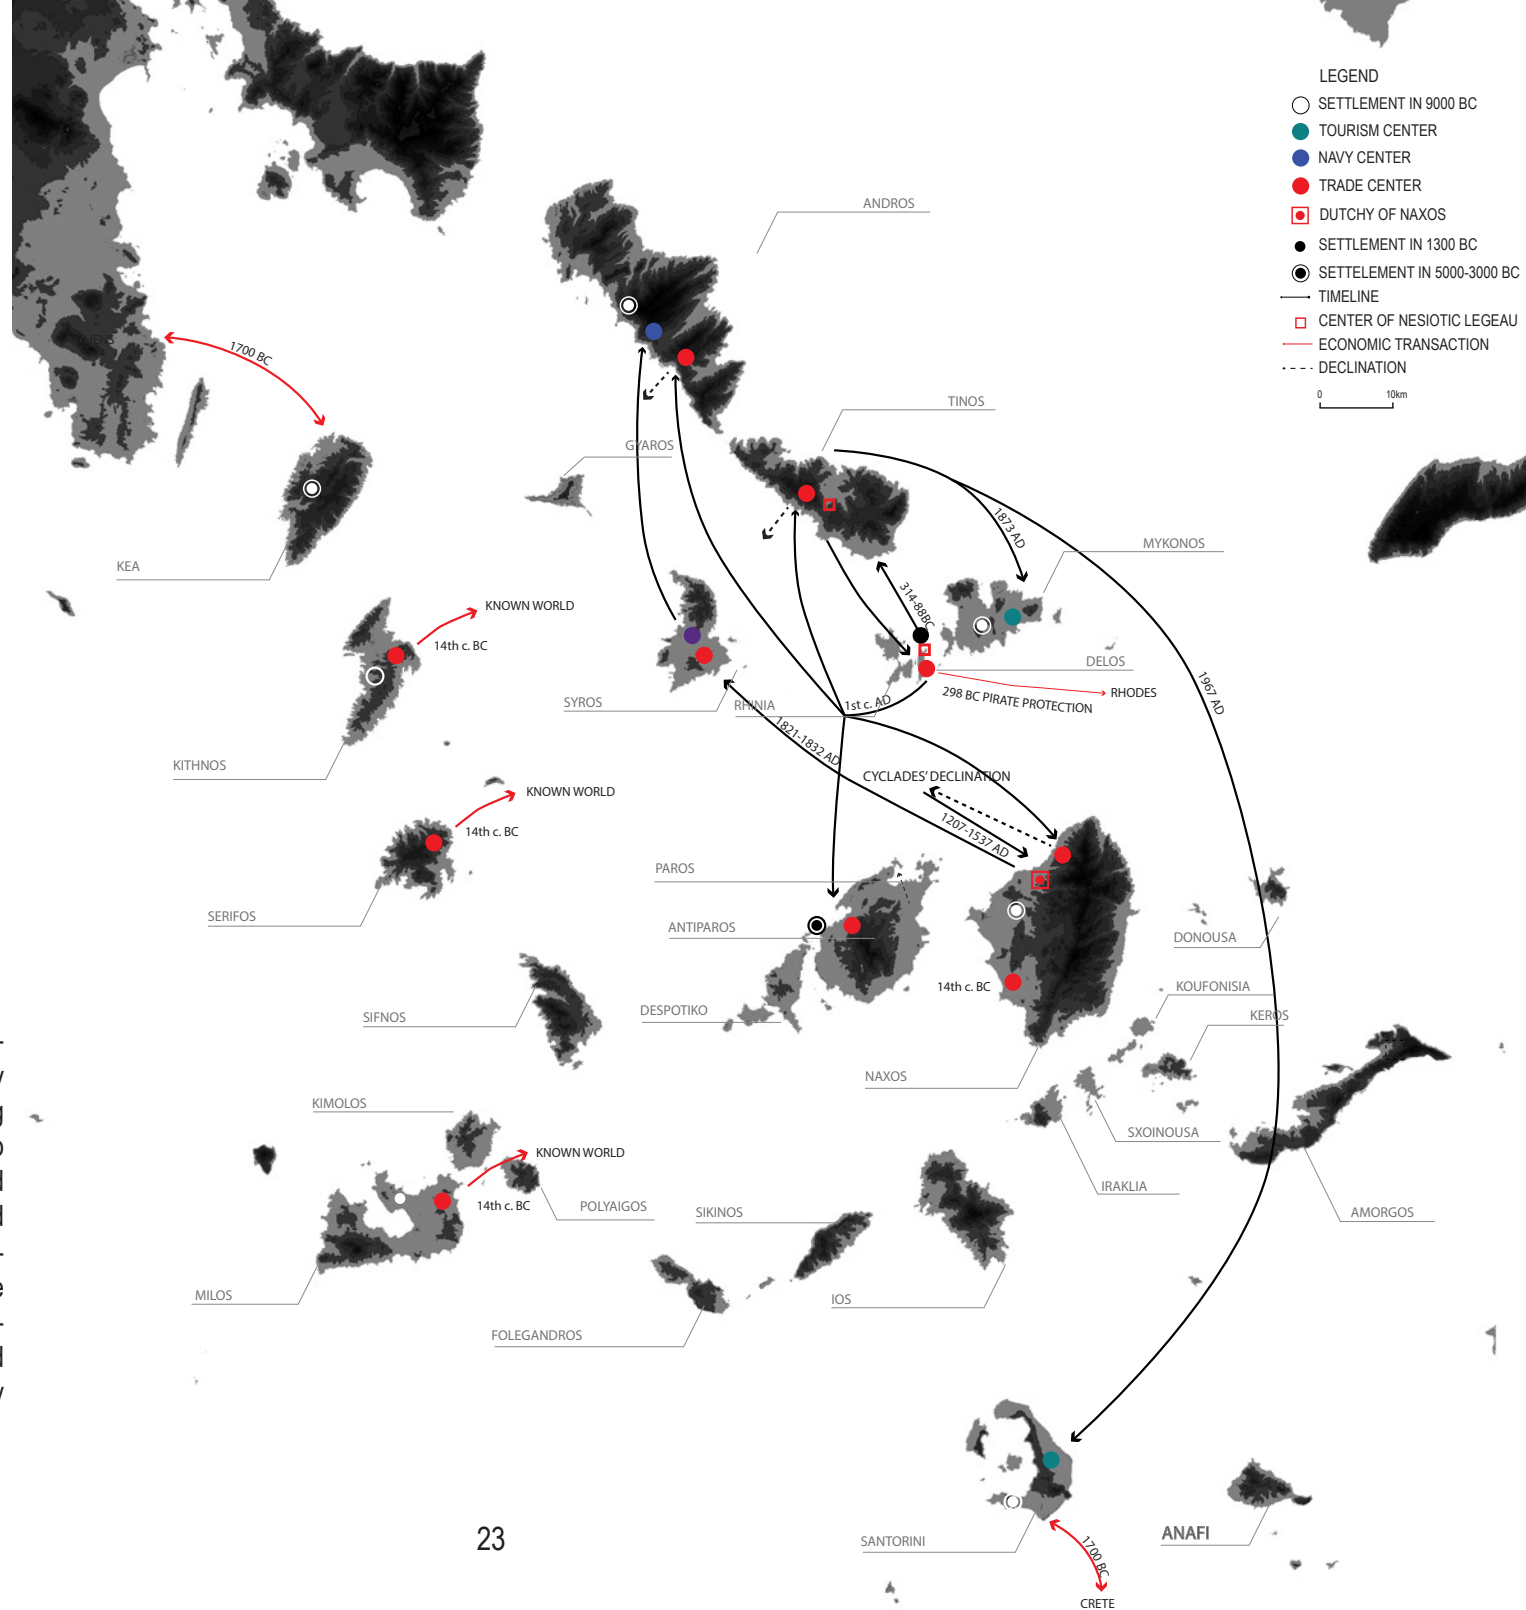 LEGEND
SETTLEMENT IN 9000 BC
TOURISM CENTER
NAVY CENTER
TRADE CENTER
DUTCHY OF NAXOS
SETTLEMENT IN 1300 BC
SETTELEMENT IN 5000-3000 BC
TIMELINE
CENTER OF NESIOTIC LEGEAU
ECONOMIC TRANSACTION
DECLINATION
0 10km
ANDROS
1700 BC
TINOS
GYAROS
1873 AD
MYKONOS
KEA
KNOWN WORLD
14th c. BC
314-88BC
DELOS
RHODES
298 BC PIRATE PROTECTION
1967 AD
SYROS
RHINIA
1st c. AD
1821-1832 AD
KITHNOS
CYCLADES' DECLINATION
KNOWN WORLD
14th c. BC
1207-1537 AD
PAROS
SERIFOS
ANTIPAROS
DONOUSA
14th c. BC
KOUFONISIA
SIFNOS
DESPOTIKO
KEROS
NAXOS
KIMOLOS
SXOINOUSA
KNOWN WORLD
14th c. BC
POLYAIGOS
SIKINOS
IRAKLIA
AMORGOS
MILOS
IOS
FOLEGANDROS
23
SANTORINI
ANAFI
1700 BC
CRETE